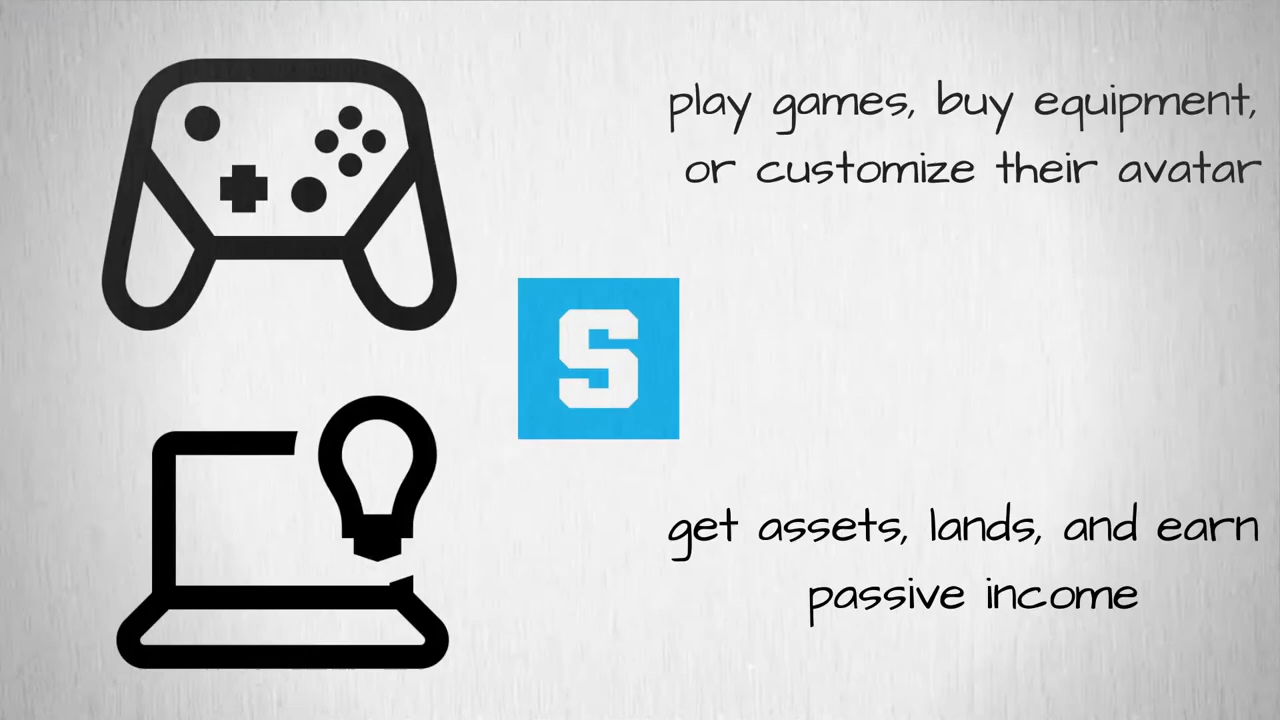 play games, buy equipment,
or customize their avatar
S
get assets, lands, and earn
passive income